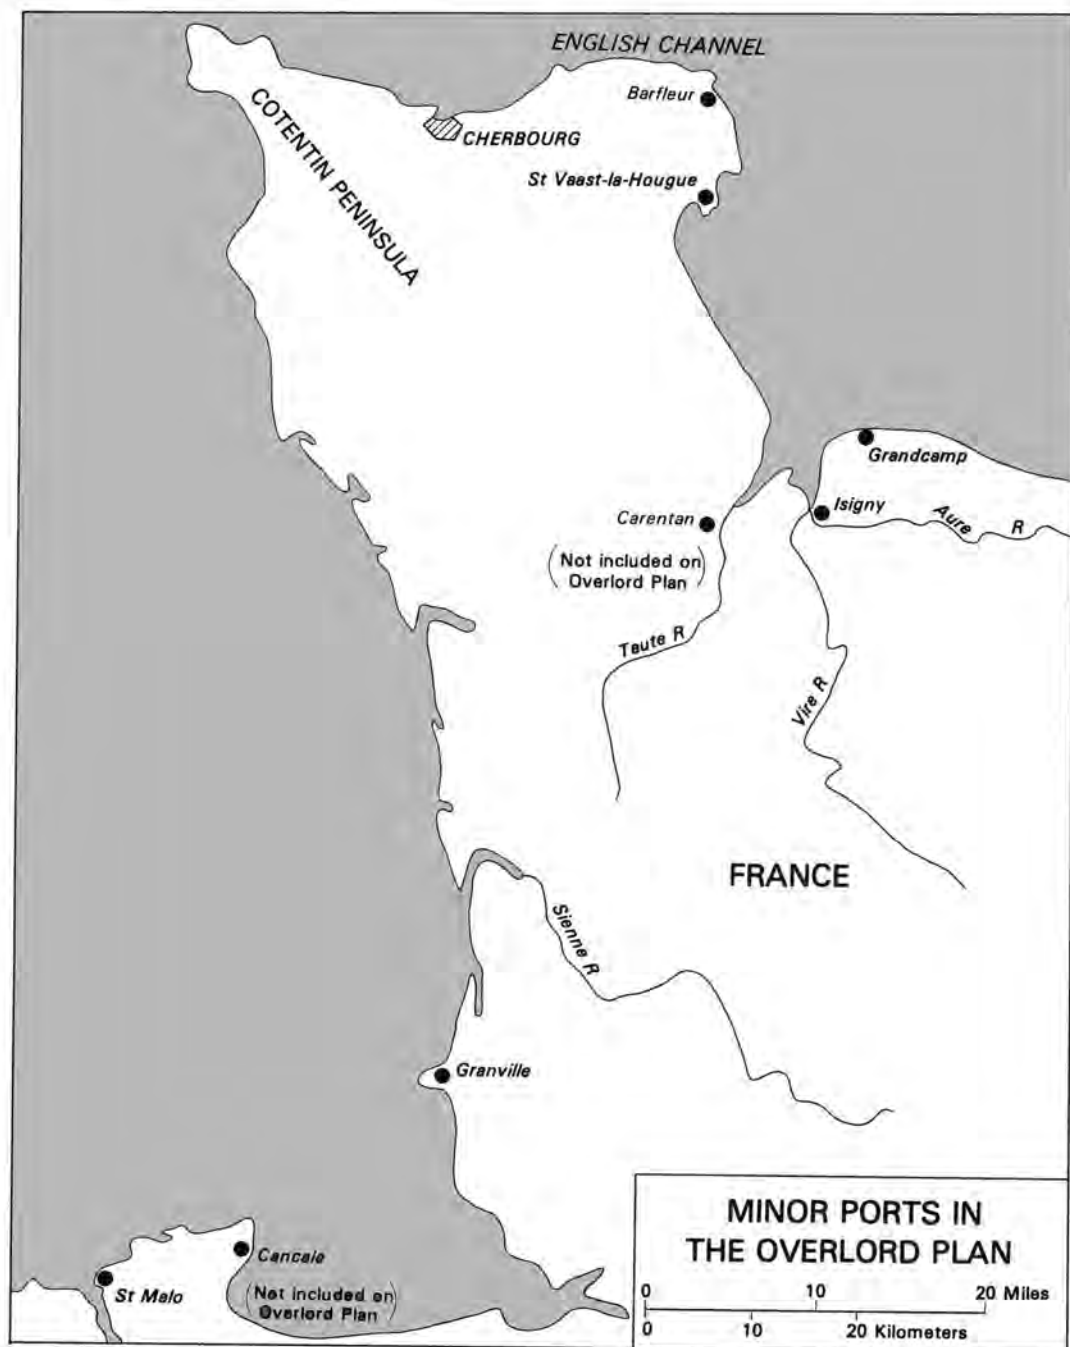 ENGLISH CHANNEL
Barfleur
CHERBOURG
COTENTIN PENINSULA
St Vaast-la-Hougue
Grandcamp
Isigny
Aure R
Carentan
(Not included on
Overlord Plan)
Taute R
Vire R
FRANCE
Sienne R
Granville
Cancale
(Not included on
Overlord Plan)
St Malo
MINOR PORTS IN
THE OVERLORD PLAN
0 10 20 Miles
0 10 20 Kilometers